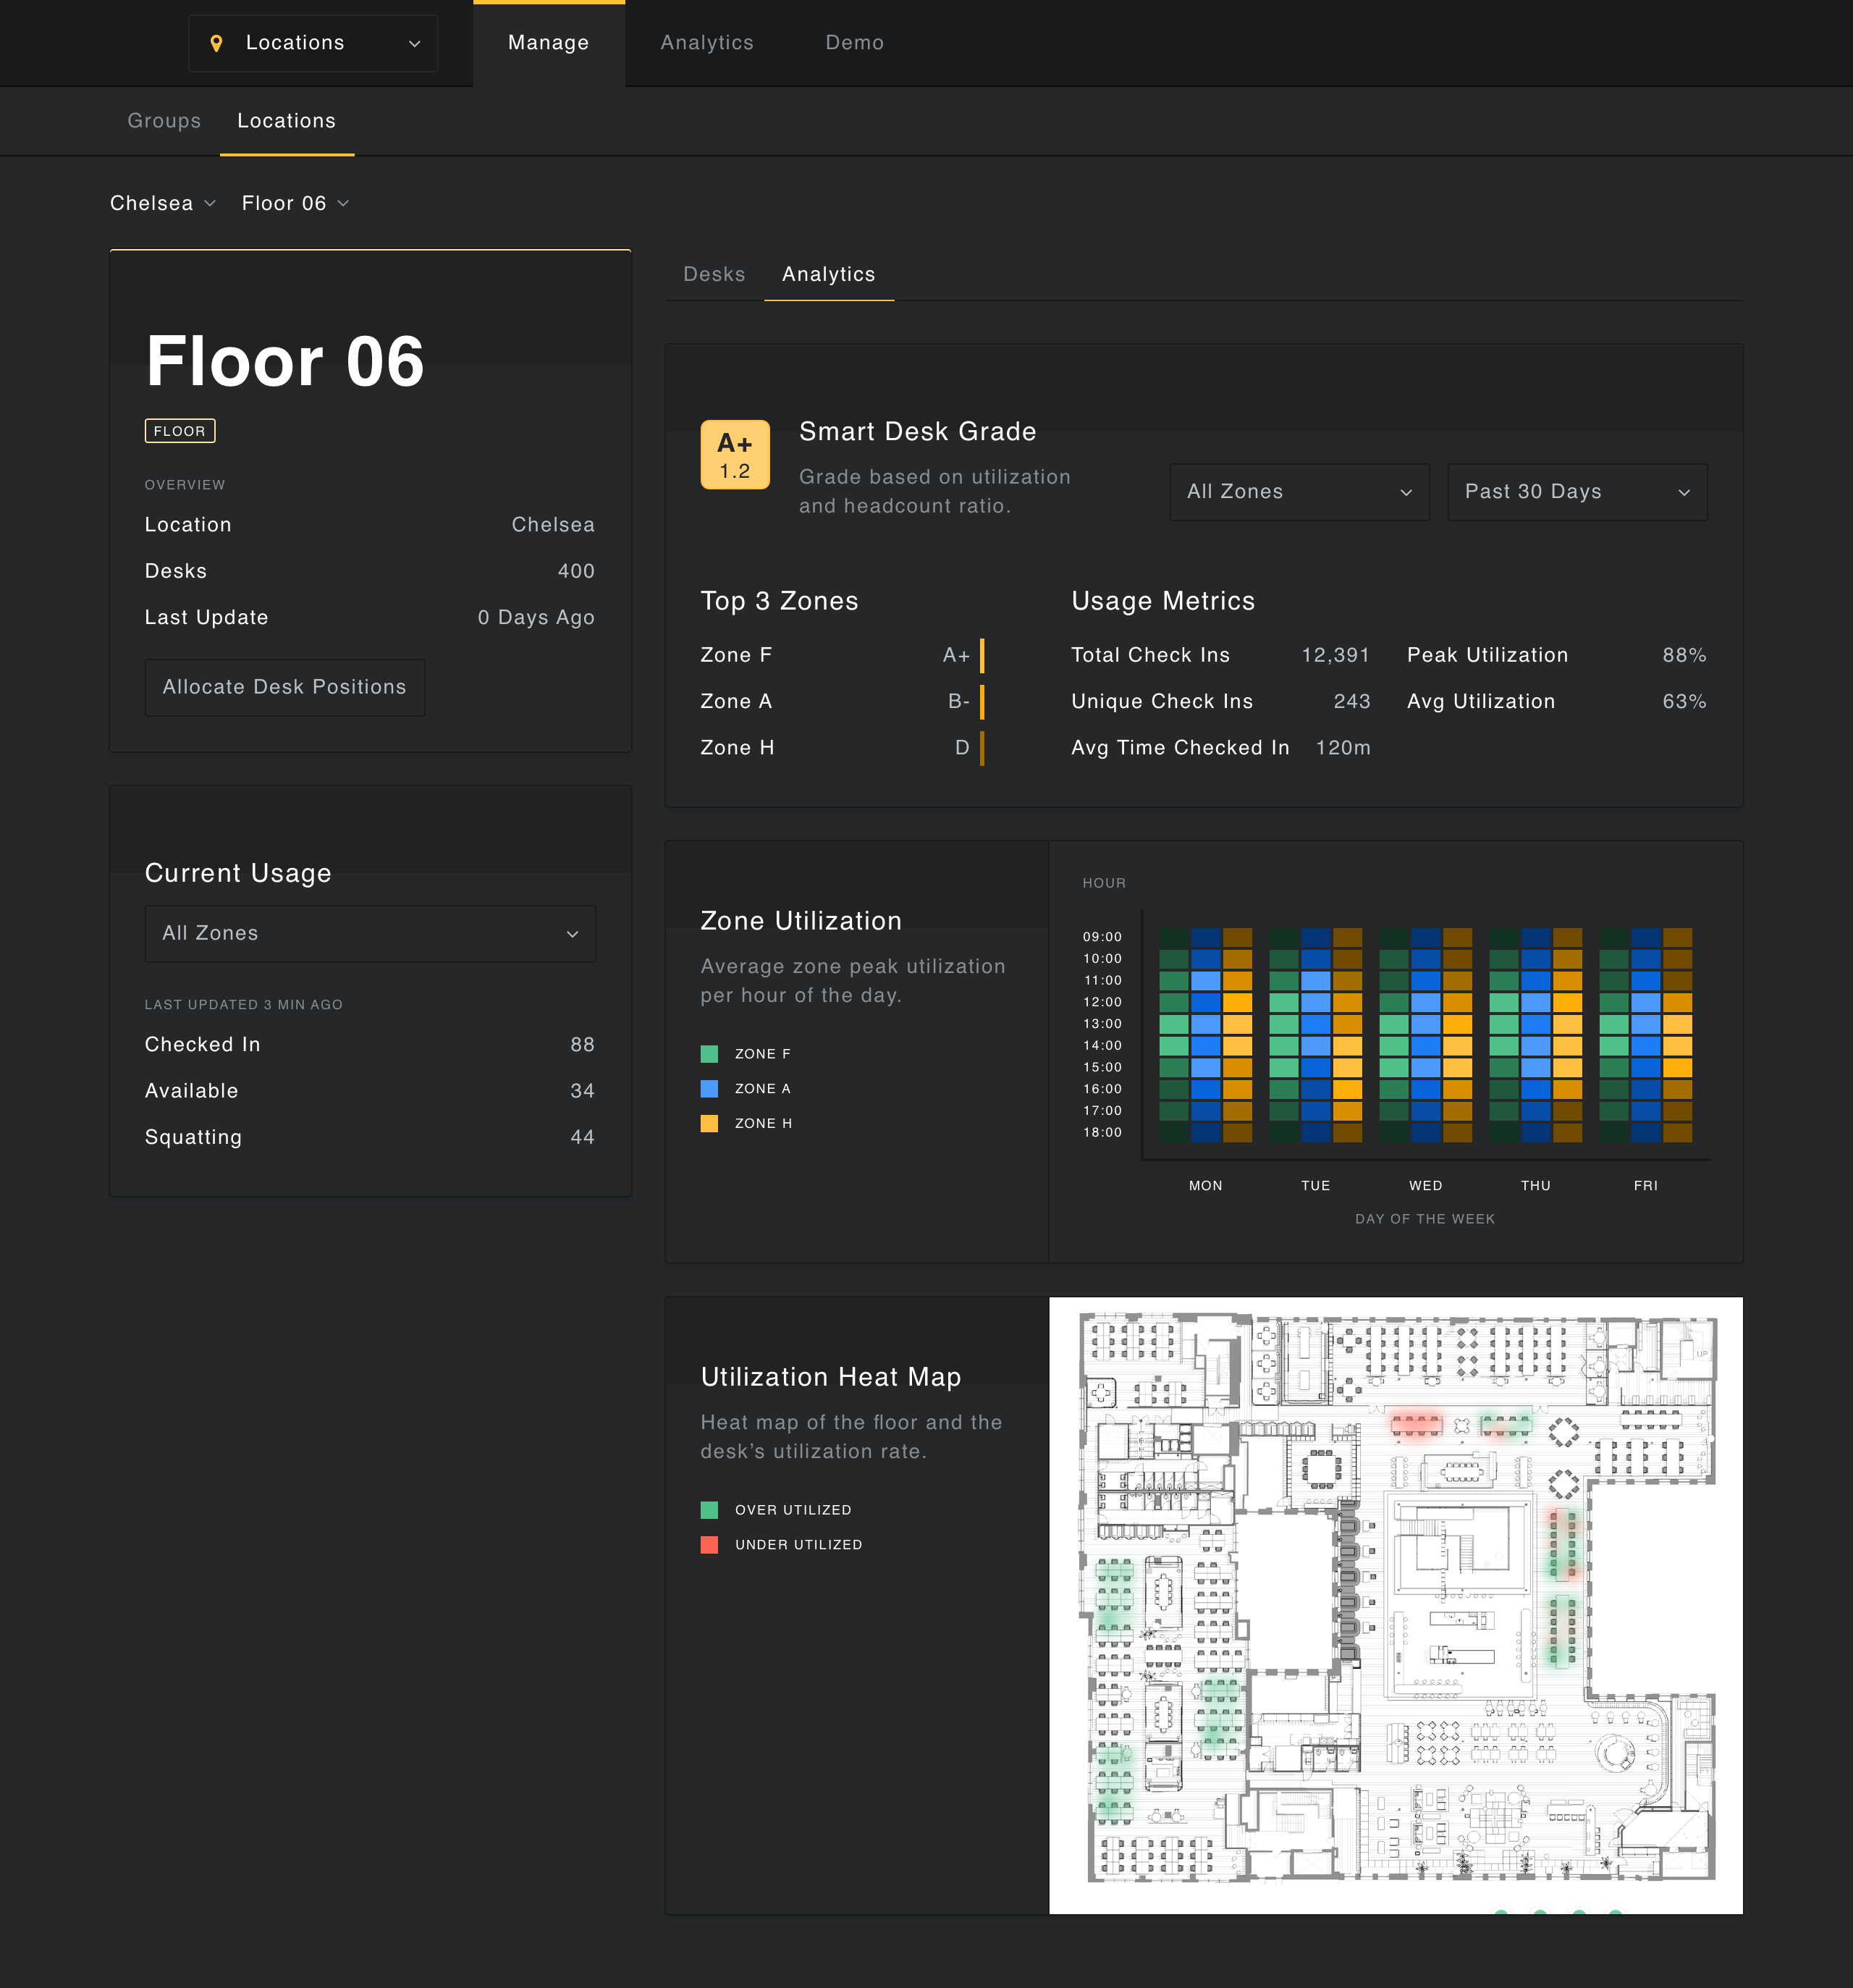 Locations
Manage
Analytics
Demo
Groups
Locations
Chelsea
Floor 06
Floor 06
FLOOR
OVERVIEW
Location Chelsea
Desks 400
Last Update 0 Days Ago
Allocate Desk Positions
Current Usage
All Zones
LAST UPDATED 3 MIN AGO
Checked In 88
Available 34
Squatting 44
Desks
Analytics
A+
1.2
Smart Desk Grade
Grade based on utilization
and headcount ratio.
All Zones
Past 30 Days
Top 3 Zones
Zone F A+
Zone A B-
Zone H D
Usage Metrics
Total Check Ins 12,391
Unique Check Ins 243
Avg Time Checked In 120m
Peak Utilization 88%
Avg Utilization 63%
Zone Utilization
Average zone peak utilization
per hour of the day.
ZONE F
ZONE A
ZONE H
HOUR
09:00
10:00
11:00
12:00
13:00
14:00
15:00
16:00
17:00
18:00
MON TUE WED THU FRI
DAY OF THE WEEK
Utilization Heat Map
Heat map of the floor and the
desk’s utilization rate.
OVER UTILIZED
UNDER UTILIZED